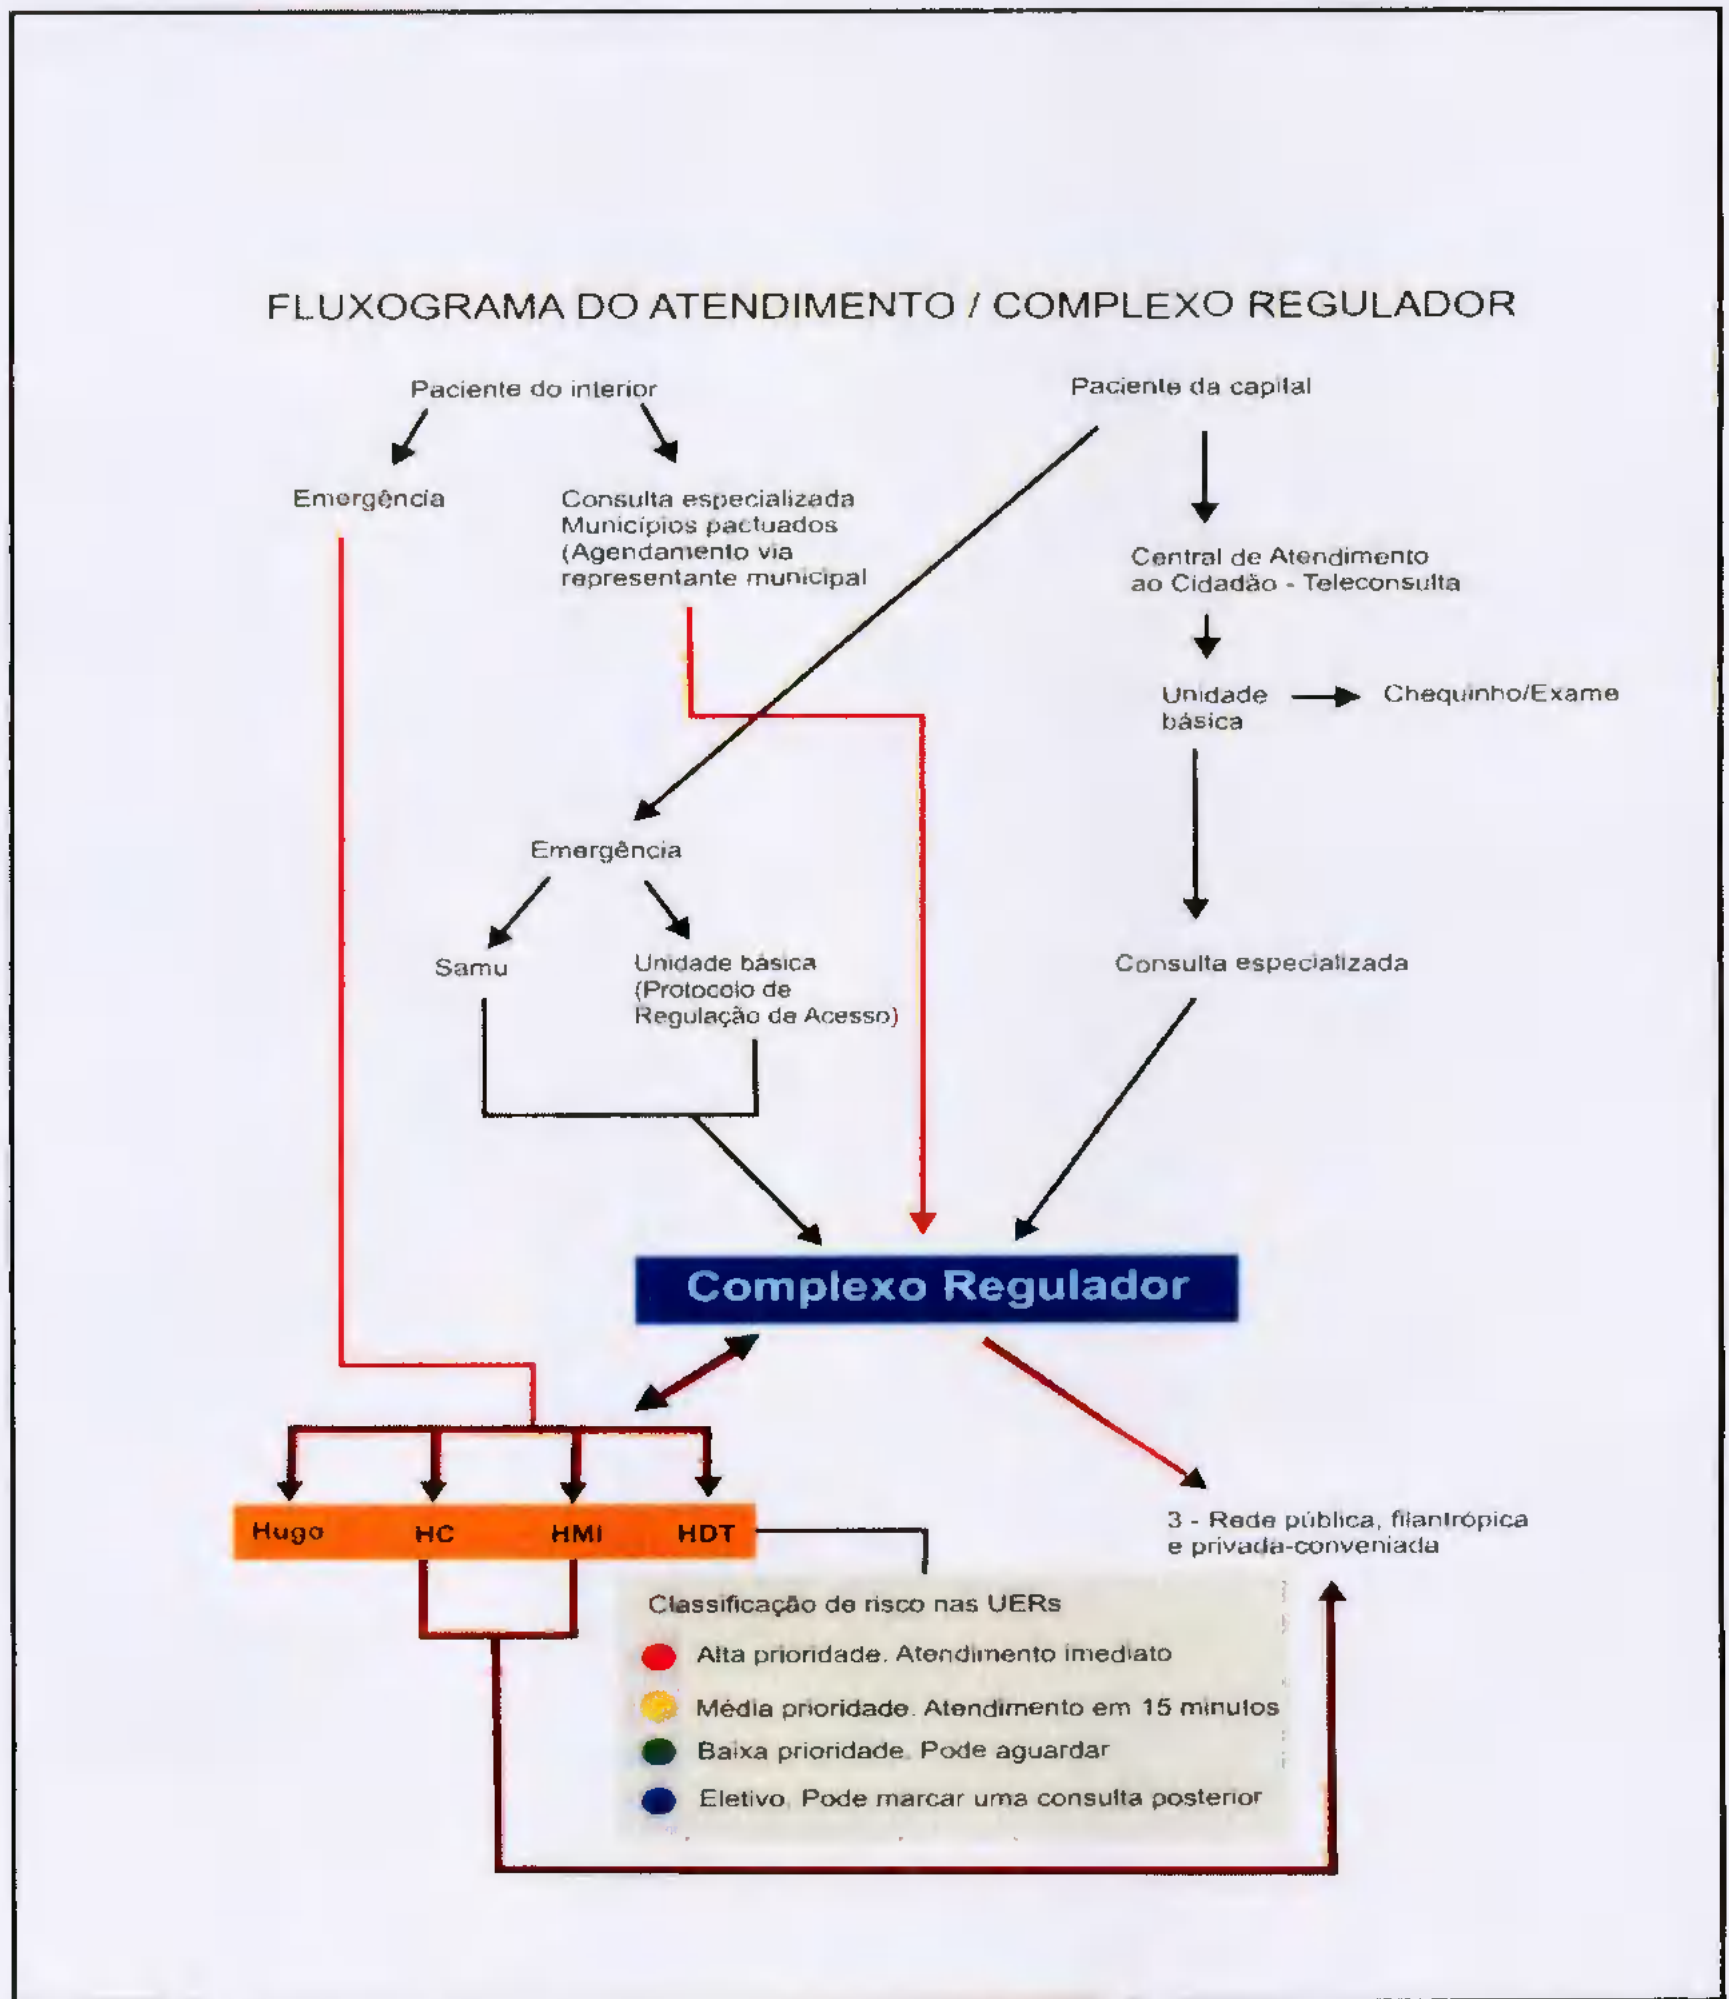 FLUXOGRAMA DO ATENDIMENTO / COMPLEXO REGULADOR
Paciente do interior
Paciente da capital
Emergência
Consulta especializada
Municípios pactuados
(Agendamento via
representante municipal
Central de Atendimento
ao Cidadão - Teleconsulta
Unidade
básica
Chequinho/Exame
Emergência
Samu
Unidade básica
(Protocolo de
Regulação de Acesso)
Consulta especializada
Complexo Regulador
Hugo HC HMI HDT
3 - Rede pública, filantrópica
e privada-conveniada
Classificação de risco nas UERs
Alta prioridade. Atendimento imediato
Média prioridade. Atendimento em 15 minutos
Baixa prioridade. Pode aguardar
Eletivo. Pode marcar uma consulta posterior